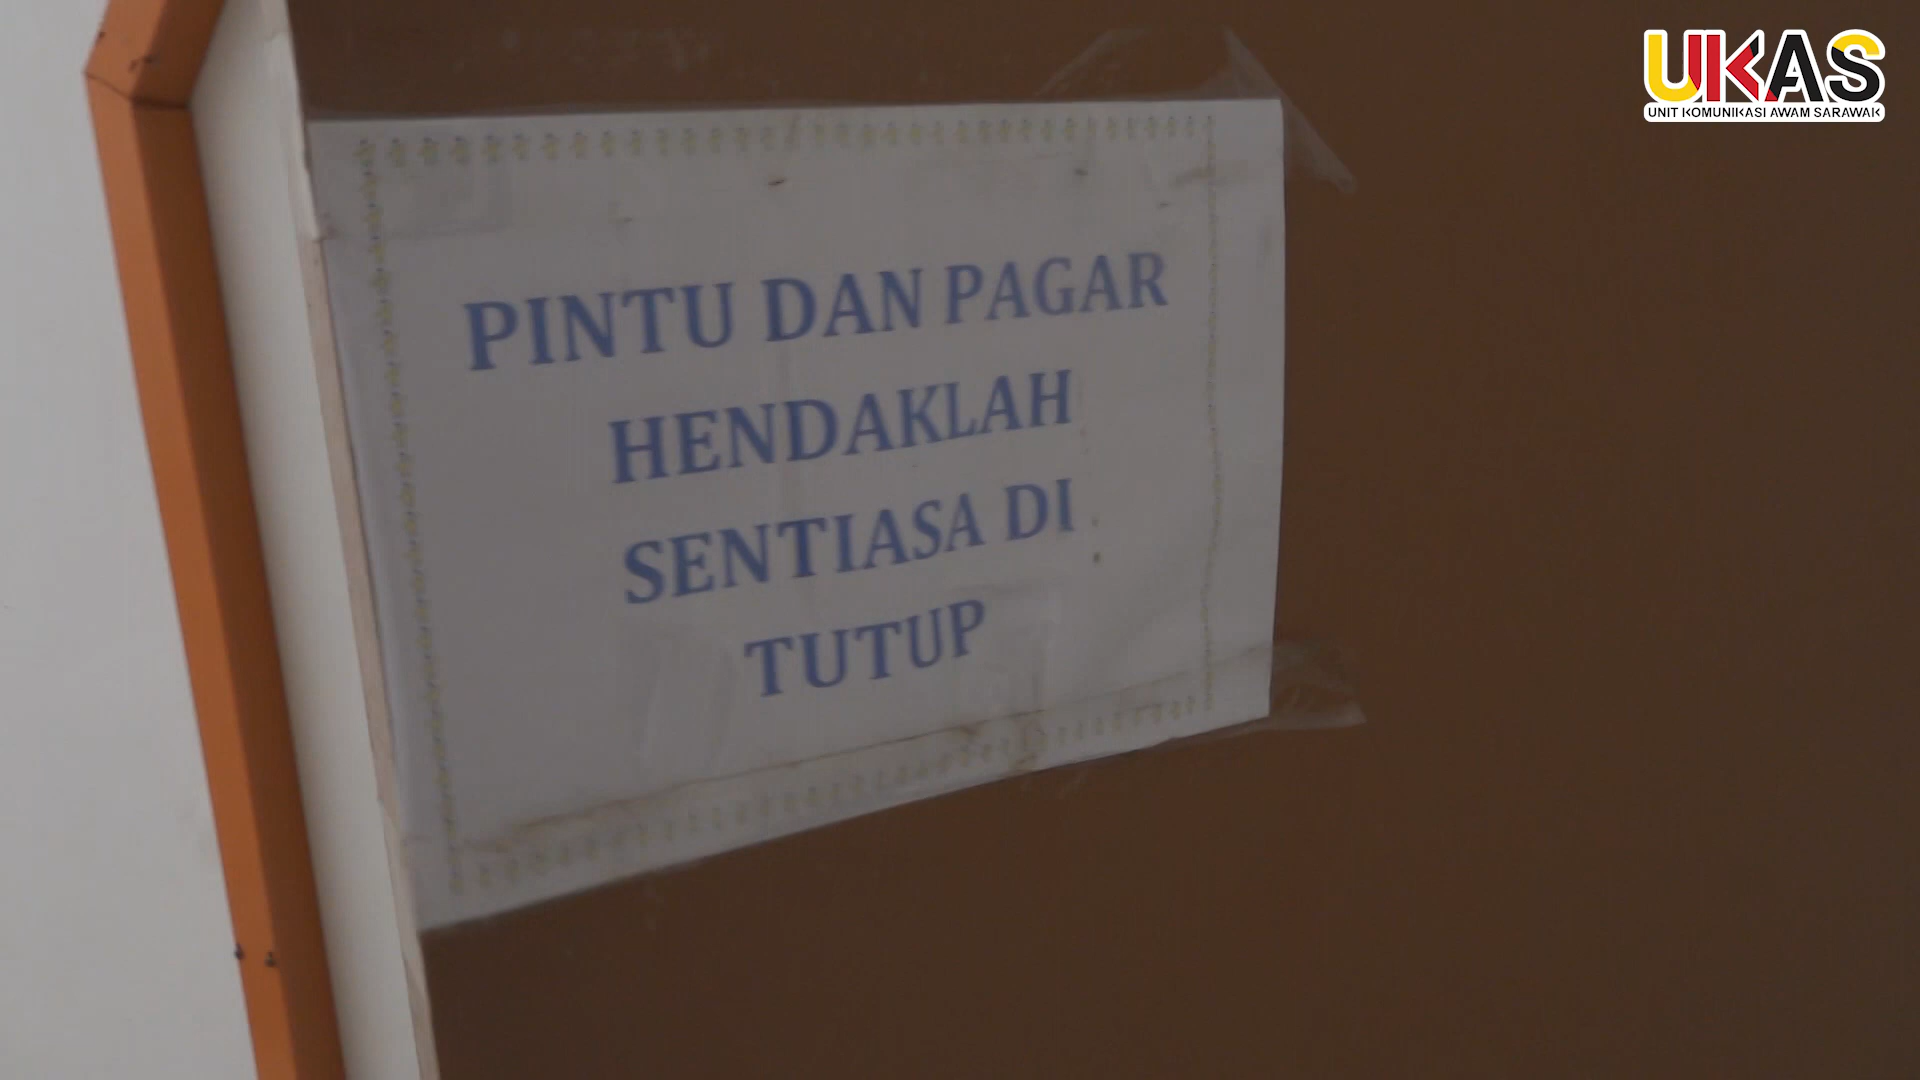 UKAS
UNIT KOMUNIKASI AWAM SARAWAK
PINTU DAN PAGAR
HENDAKLAH
SENTIASA DI
TUTUP